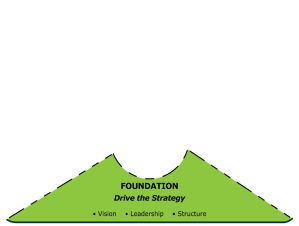 FOUNDATION
Drive the Strategy
• Vision • Leadership • Structure